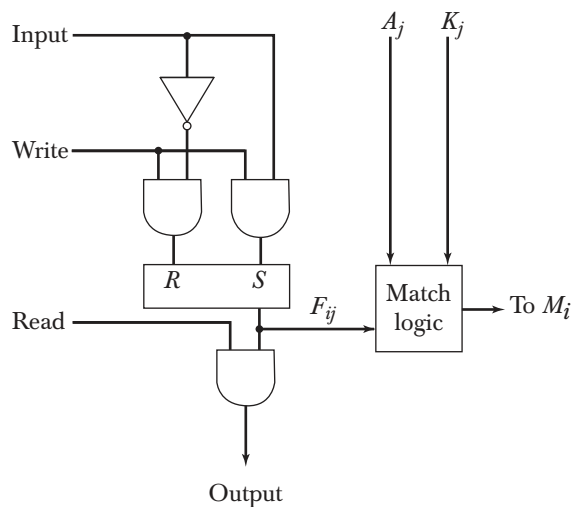 Input
A_j
K_j
Write
R
S
Match
logic
To M_i
Read
F_ij
Output